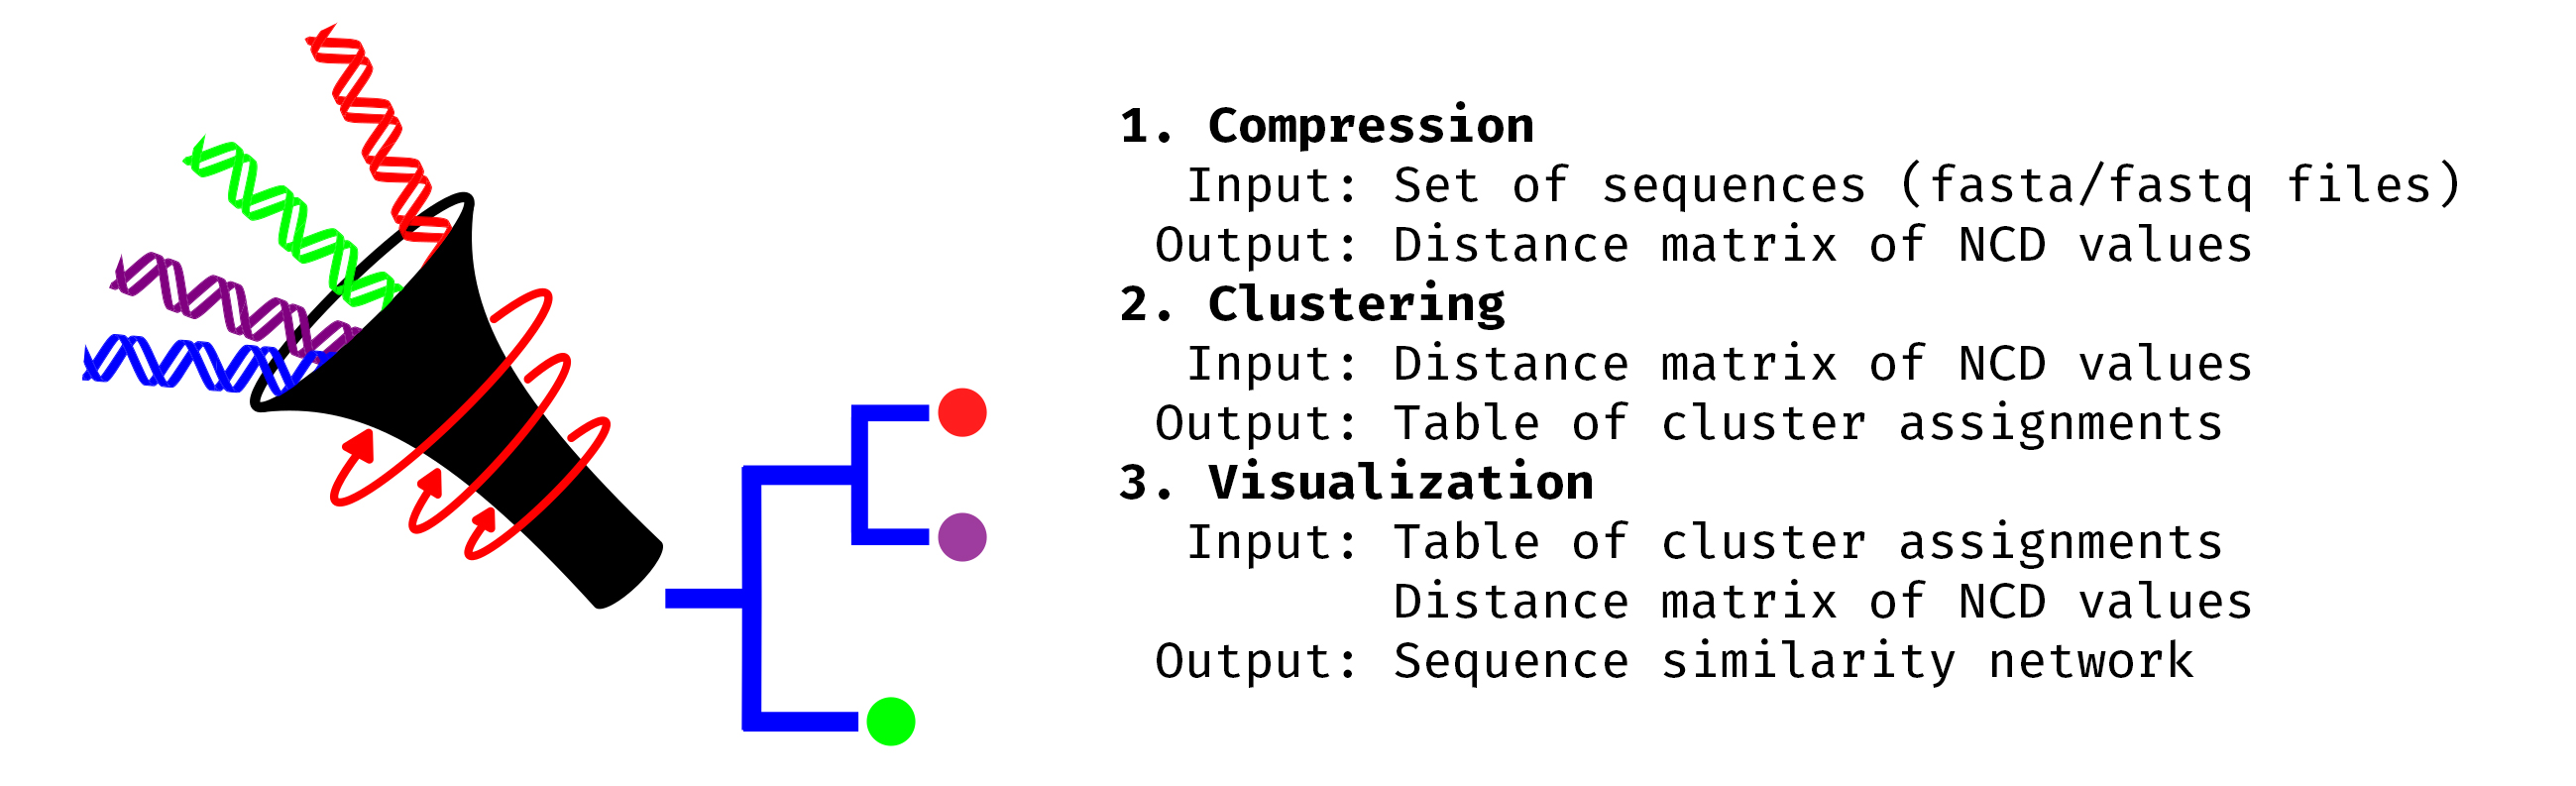 1. Compression
Input: Set of sequences (fasta/fastq files)
Output: Distance matrix of NCD values
2. Clustering
Input: Distance matrix of NCD values
Output: Table of cluster assignments
3. Visualization
Input: Table of cluster assignments
Distance matrix of NCD values
Output: Sequence similarity network